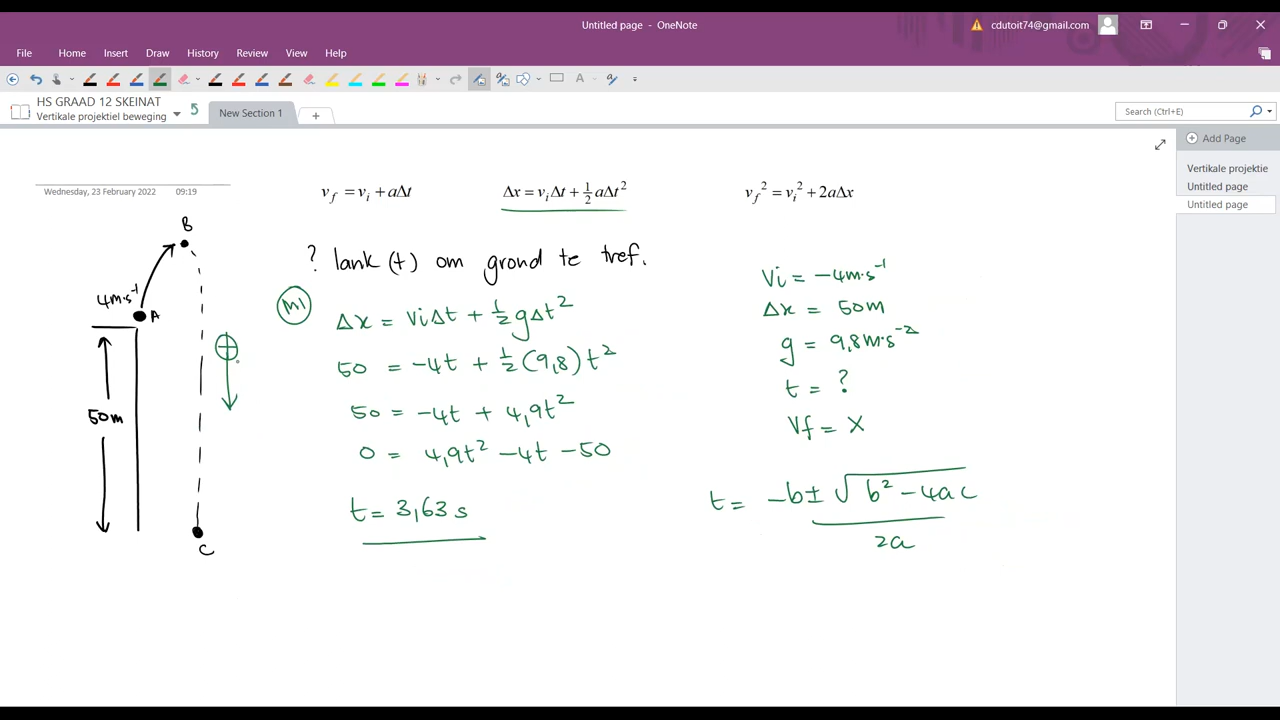 Untitled page - OneNote
cdutoit74@gmail.com
File Home Insert Draw History Review View Help
HS GRAAD 12 SKEINAT
Vertikale projektiel beweging
5
New Section 1
+
Search (Ctrl+E)
Add Page
Vertikale projektie
Untitled page
Untitled page
Wednesday, 23 February 2022 09:19
v_f = v_i + aΔt
Δx = v_iΔt + ½aΔt²
v_f² = v_i² + 2aΔx
B
4m·s⁻¹
A
50m
C
? lank (t) om grond te tref.
M1
Δx = viΔt + ½gΔt²
50 = -4t + ½(9,8)t²
50 = -4t + 4,9t²
0 = 4,9t² -4t -50
t = 3,63 s
Vi = -4m·s⁻¹
Δx = 50m
g = 9,8m·s⁻²
t = ?
Vf = X
t = -b ± √b² - 4ac
2a